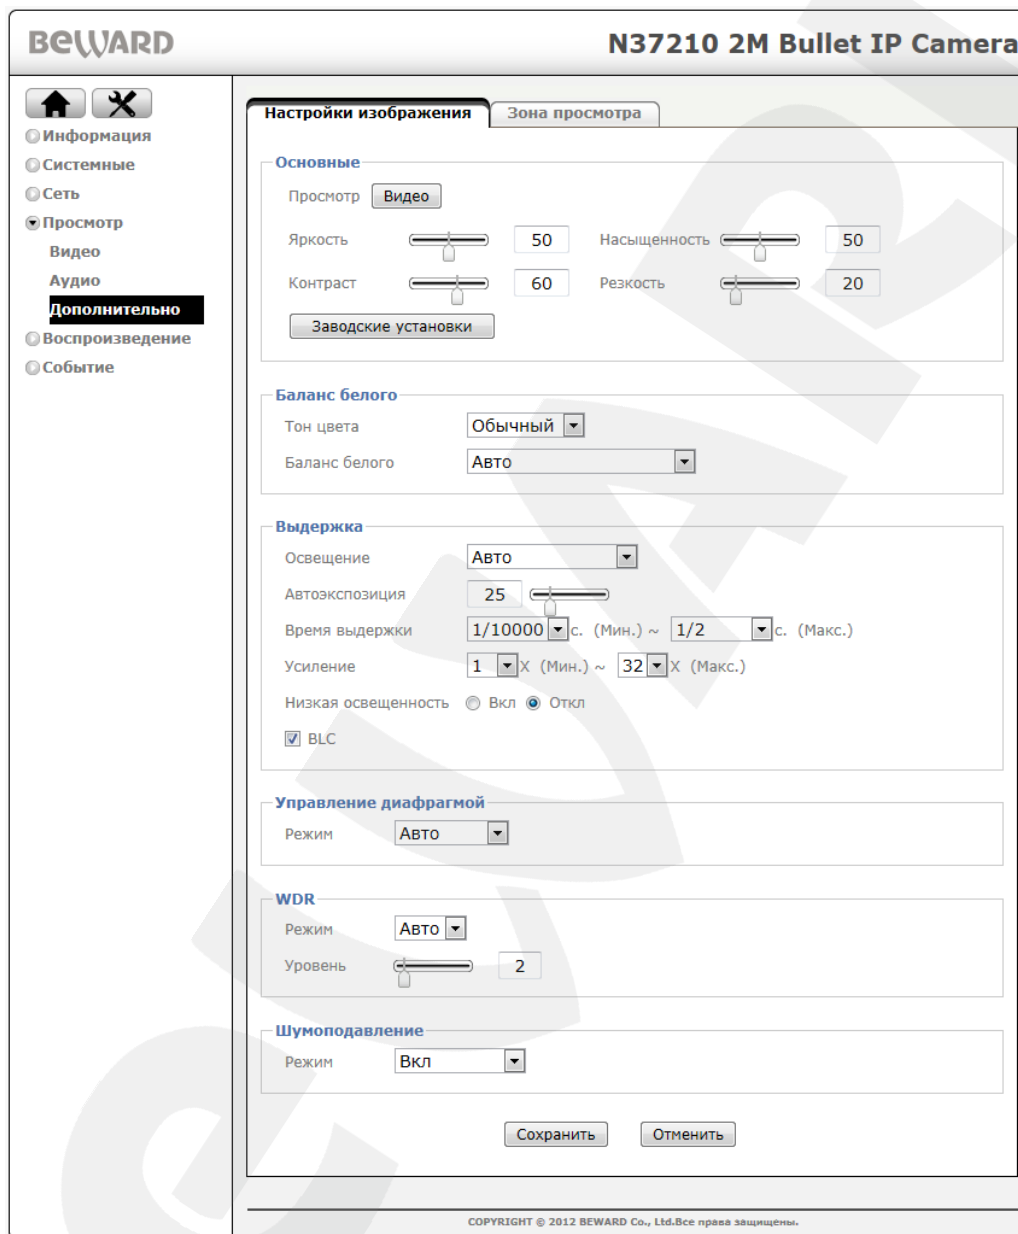 BEWARD
N37210 2M Bullet IP Camera
Информация
Системные
Сеть
Просмотр
Видео
Аудио
Дополнительно
Воспроизведение
Событие
Настройки изображения
Зона просмотра
Основные
Просмотр Видео
Яркость 50 Насыщенность 50
Контраст 60 Резкость 20
Заводские установки
Баланс белого
Тон цвета Обычный
Баланс белого Авто
Выдержка
Освещение Авто
Автоэкспозиция 25
Время выдержки 1/10000 с. (Мин.) ~ 1/2 с. (Макс.)
Усиление 1 X (Мин.) ~ 32 X (Макс.)
Низкая освещенность Вкл Откл
BLC
Управление диафрагмой
Режим Авто
WDR
Режим Авто
Уровень 2
Шумоподавление
Режим Вкл
Сохранить Отменить
COPYRIGHT © 2012 BEWARD Co., Ltd.Все права защищены.